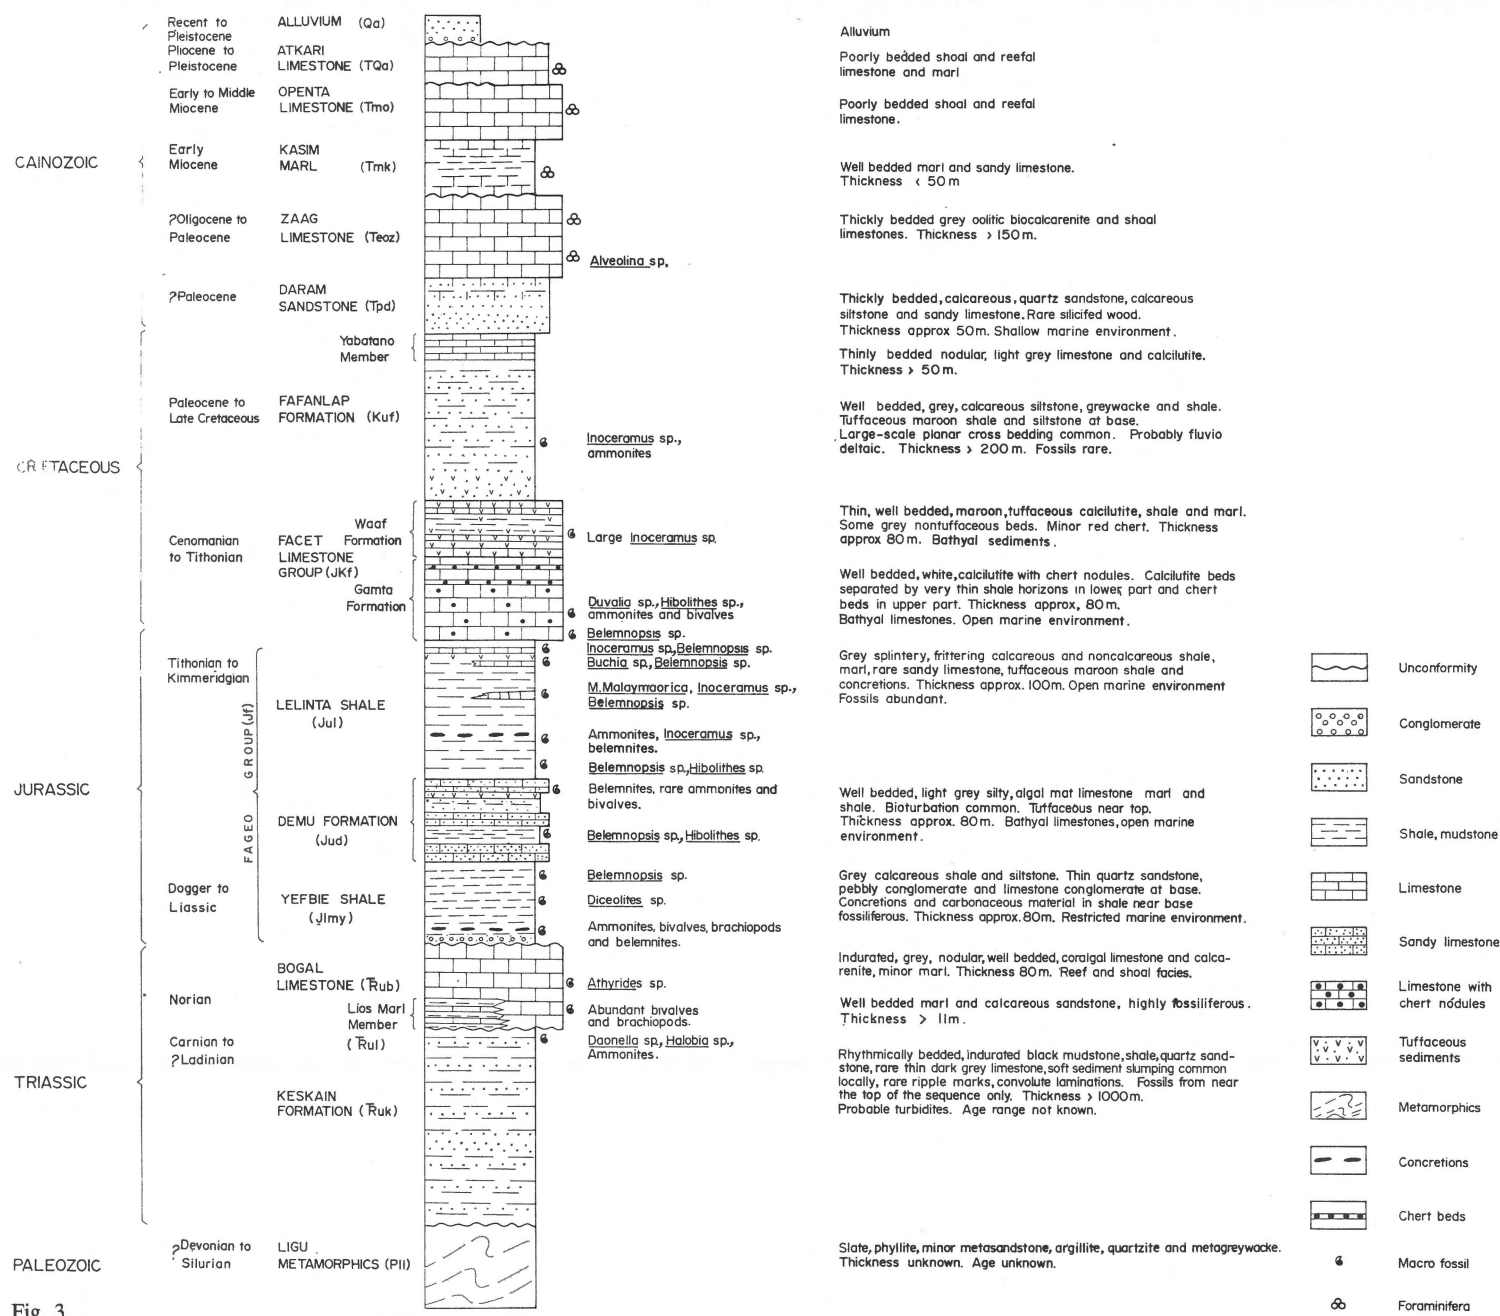 Recent to
Pleistocene
ALLUVIUM (Qa)
Alluvium
Pliocene to
Pleistocene
ATKARI
LIMESTONE (TQa)
Poorly bedded shoal and reefal
limestone and marl
Early to Middle
Miocene
OPENTA
LIMESTONE (Tmo)
Poorly bedded shoal and reefal
limestone.
CAINOZOIC
Early
Miocene
KASIM
MARL (Tmk)
Well bedded marl and sandy limestone.
Thickness < 50m
?Oligocene to
Paleocene
ZAAG
LIMESTONE (Teoz)
Alveolina sp.
Thickly bedded grey oolitic biocalcarenite and shoal
limestones. Thickness > 150m.
?Paleocene
DARAM
SANDSTONE (Tpd)
Thickly bedded, calcareous, quartz sandstone, calcareous
siltstone and sandy limestone. Rare silicifed wood.
Thickness approx 50m. Shallow marine environment.
Yabatano
Member
Thinly bedded nodular, light grey limestone and calcilutite.
Thickness > 50m.
CRETACEOUS
Paleocene to
Late Cretaceous
FAFANLAP
FORMATION (Kuf)
Inoceramus sp.,
ammonites
Well bedded, grey, calcareous siltstone, greywacke and shale.
Tuffaceous maroon shale and siltstone at base.
Large-scale planar cross bedding common. Probably fluvio
deltaic. Thickness > 200m. Fossils rare.
Cenomanian
to Tithonian
FACET
LIMESTONE
GROUP (JKf)
Waaf
Formation
Large Inoceramus sp.
Thin, well bedded, maroon, tuffaceous calcilutite, shale and marl.
Some grey nontuffaceous beds. Minor red chert. Thickness
approx 80m. Bathyal sediments.
Gamta
Formation
Duvalia sp., Hibolithes sp.,
ammonites and bivalves
Belemnopsis sp.
Well bedded, white, calcilutite with chert nodules. Calcilutite beds
separated by very thin shale horizons in lower part and chert
beds in upper part. Thickness approx, 80m.
Bathyal limestones. Open marine environment.
JURASSIC
Tithonian to
Kimmeridgian
FAGEO GROUP (Jf)
LELINTA SHALE
(Jul)
Inoceramus sp., Belemnopsis sp.
Buchia sp., Belemnopsis sp.
M.Malaymaorica, Inoceramus sp.,
Belemnopsis sp.
Ammonites, Inoceramus sp.,
belemnites.
Belemnopsis sp., Hibolithes sp.
Grey splintery, frittering calcareous and noncalcareous shale,
marl, rare sandy limestone, tuffaceous maroon shale and
concretions. Thickness approx. 100m. Open marine environment
Fossils abundant.
DEMU FORMATION
(Jud)
Belemnites, rare ammonites and
bivalves.
Belemnopsis sp., Hibolithes sp.
Well bedded, light grey silty, algal mat limestone marl and
shale. Bioturbation common. Tuffaceous near top.
Thickness approx. 80m. Bathyal limestones, open marine
environment.
Dogger to
Liassic
YEFBIE SHALE
(Jlmy)
Belemnopsis sp.
Diceolites sp.
Ammonites, bivalves, brachiopods
and belemnites.
Grey calcareous shale and siltstone. Thin quartz sandstone,
pebbly conglomerate and limestone conglomerate at base.
Concretions and carbonaceous material in shale near base
fossiliferous. Thickness approx. 80m. Restricted marine environment.
TRIASSIC
Norian
BOGAL
LIMESTONE (T̅Rub)
Athyrides sp.
Indurated, grey, nodular, well bedded, coralgal limestone and calca-
renite, minor marl. Thickness 80m. Reef and shoal facies.
Lios Marl
Member
(T̅Rul)
Abundant bivalves
and brachiopods.
Well bedded marl and calcareous sandstone, highly fossiliferous.
Thickness > 11m.
Carnian to
?Ladinian
KESKAIN
FORMATION (T̅Ruk)
Daonella sp., Halobia sp.,
Ammonites.
Rhythmically bedded, indurated black mudstone, shale, quartz sand-
stone, rare thin dark grey limestone, soft sediment slumping common
locally, rare ripple marks, convolute laminations. Fossils from near
the top of the sequence only. Thickness > 1000m.
Probable turbidites. Age range not known.
PALEOZOIC
?Devonian to
Silurian
LIGU
METAMORPHICS (Pli)
Slate, phyllite, minor metasandstone, argillite, quartzite and metagreywacke.
Thickness unknown. Age unknown.
Unconformity
Conglomerate
Sandstone
Shale, mudstone
Limestone
Sandy limestone
Limestone with
chert nodules
Tuffaceous
sediments
Metamorphics
Concretions
Chert beds
Macro fossil
Foraminifera
Fig. 3